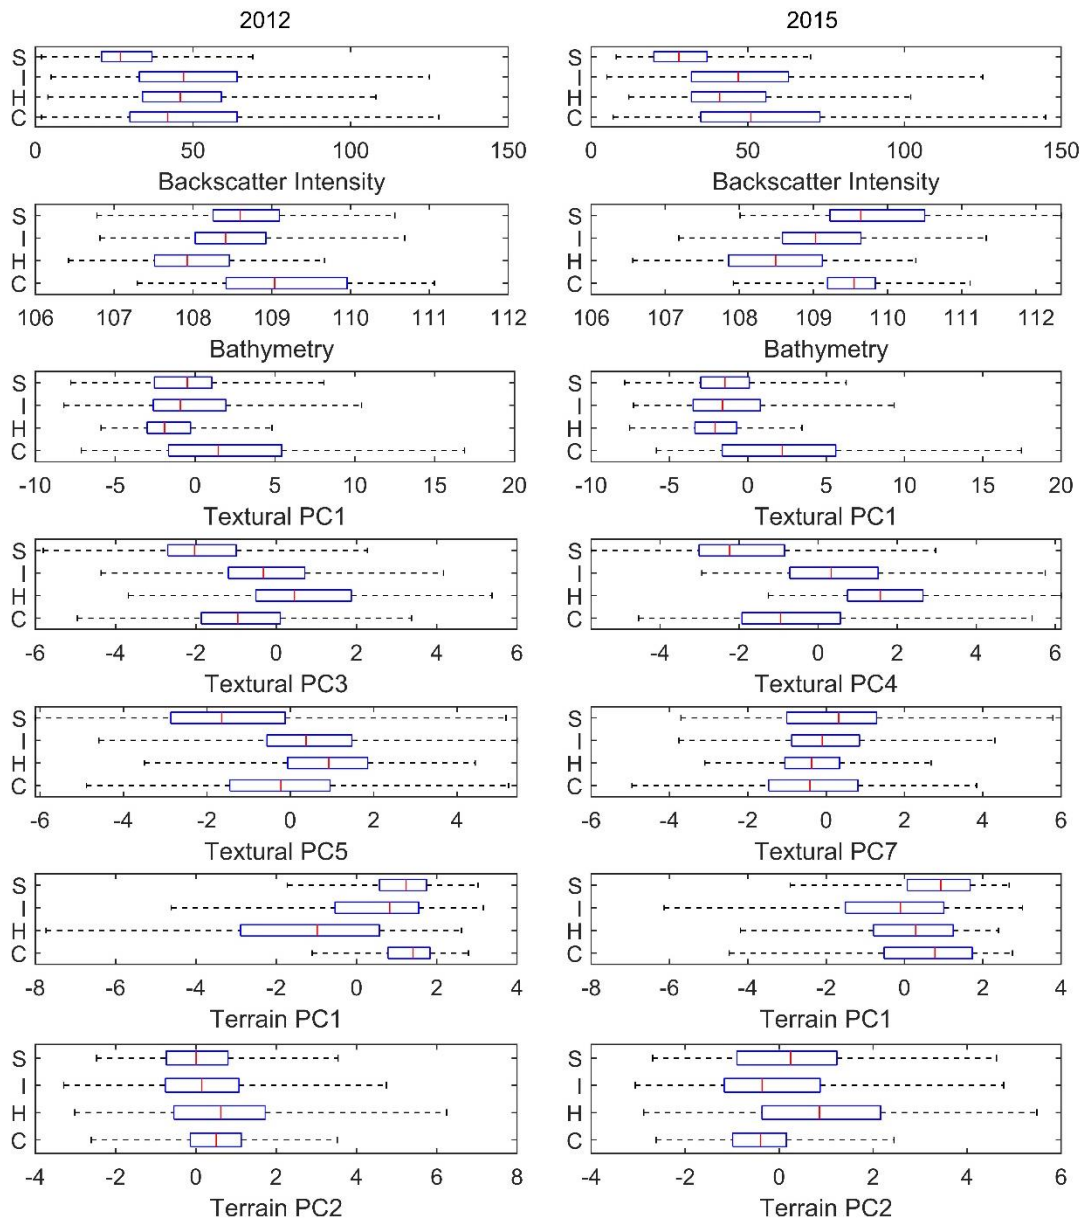 2012
2015
S
I
H
C
0 50 100 150
Backscatter Intensity
S
I
H
C
0 50 100 150
Backscatter Intensity
S
I
H
C
106 107 108 109 110 111 112
Bathymetry
S
I
H
C
106 107 108 109 110 111 112
Bathymetry
S
I
H
C
-10 -5 0 5 10 15 20
Textural PC1
S
I
H
C
-10 -5 0 5 10 15 20
Textural PC1
S
I
H
C
-6 -4 -2 0 2 4 6
Textural PC3
S
I
H
C
-4 -2 0 2 4 6
Textural PC4
S
I
H
C
-6 -4 -2 0 2 4
Textural PC5
S
I
H
C
-6 -4 -2 0 2 4 6
Textural PC7
S
I
H
C
-8 -6 -4 -2 0 2 4
Terrain PC1
S
I
H
C
-8 -6 -4 -2 0 2 4
Terrain PC1
S
I
H
C
-4 -2 0 2 4 6 8
Terrain PC2
S
I
H
C
-4 -2 0 2 4 6
Terrain PC2